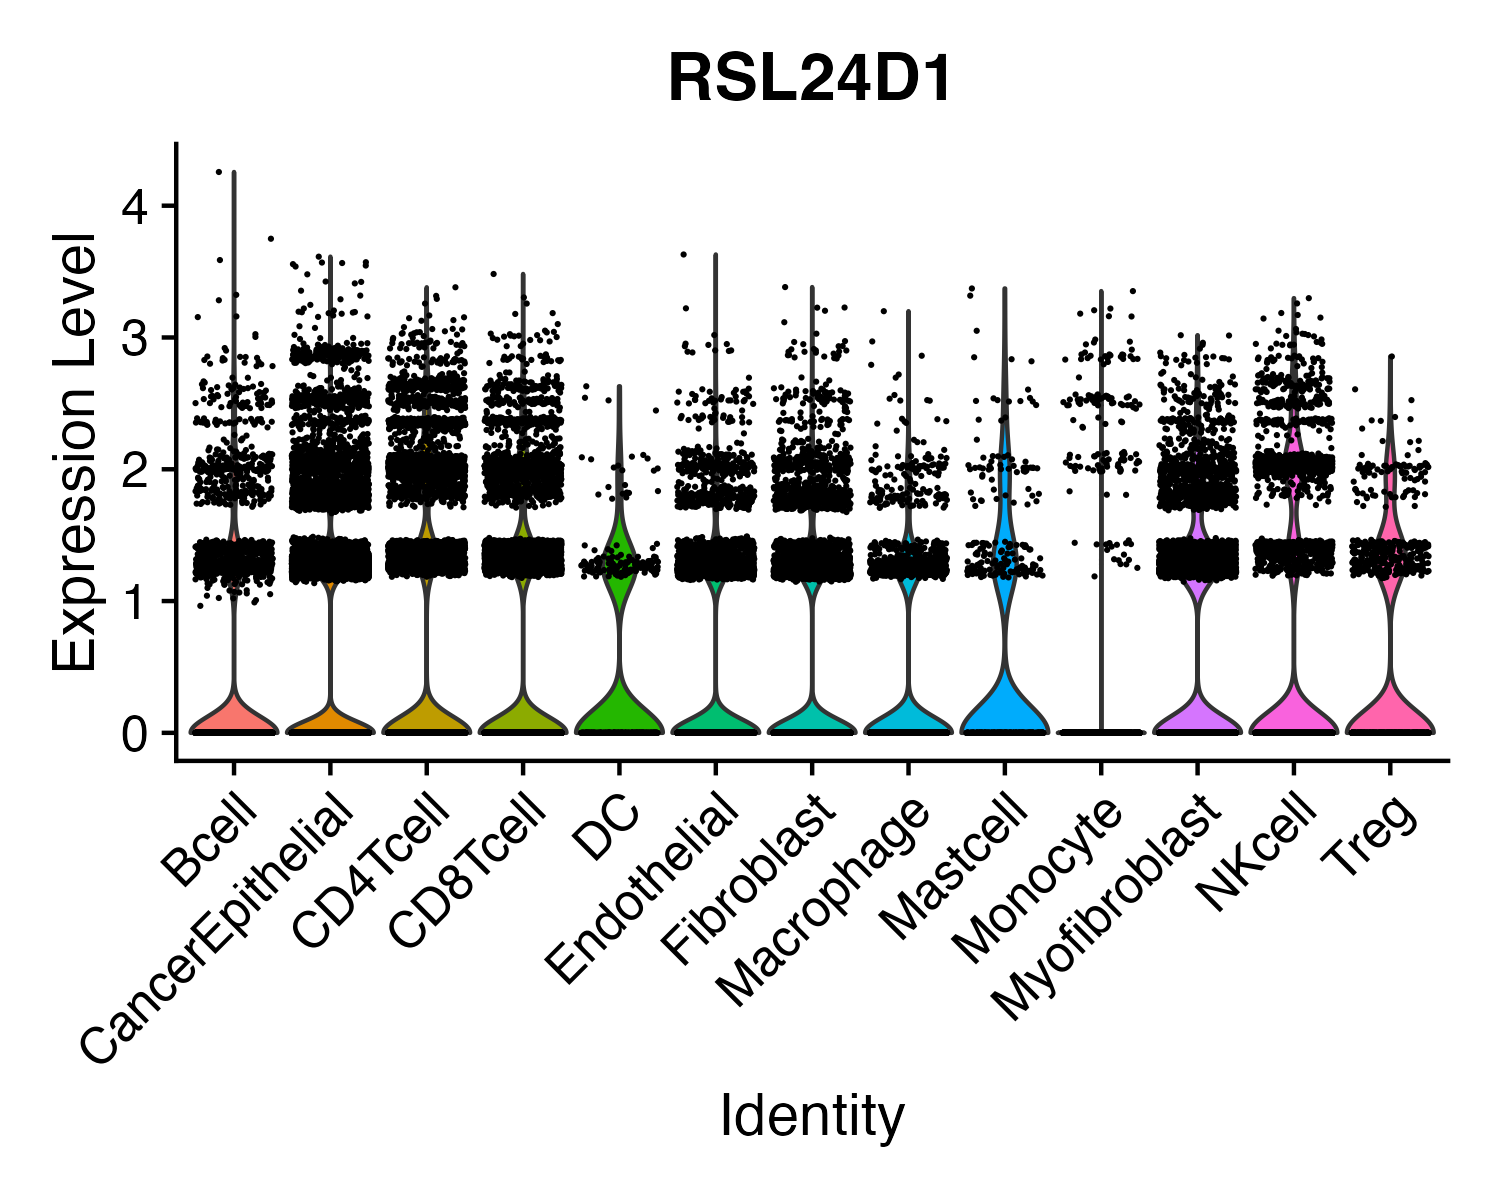 RSL24D1
Expression Level
4
3
2
1
0
Bcell
CancerEpithelial
CD4Tcell
CD8Tcell
DC
Endothelial
Fibroblast
Macrophage
Mastcell
Monocyte
Myofibroblast
NKcell
Treg
Identity